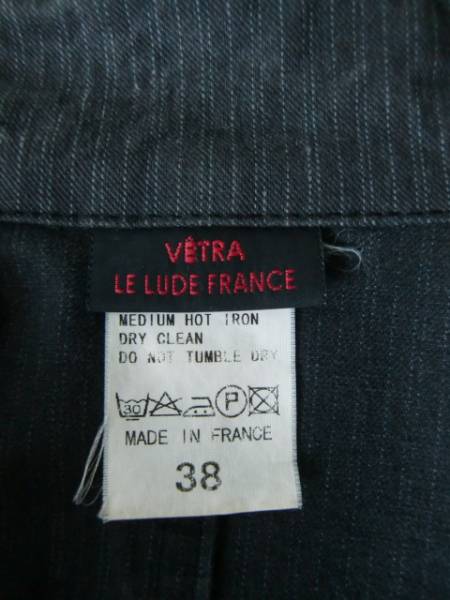 VÊTRA
LE LUDE FRANCE
MEDIUM HOT IRON
DRY CLEAN
DO NOT TUMBLE DRY
30 P
MADE IN FRANCE
38